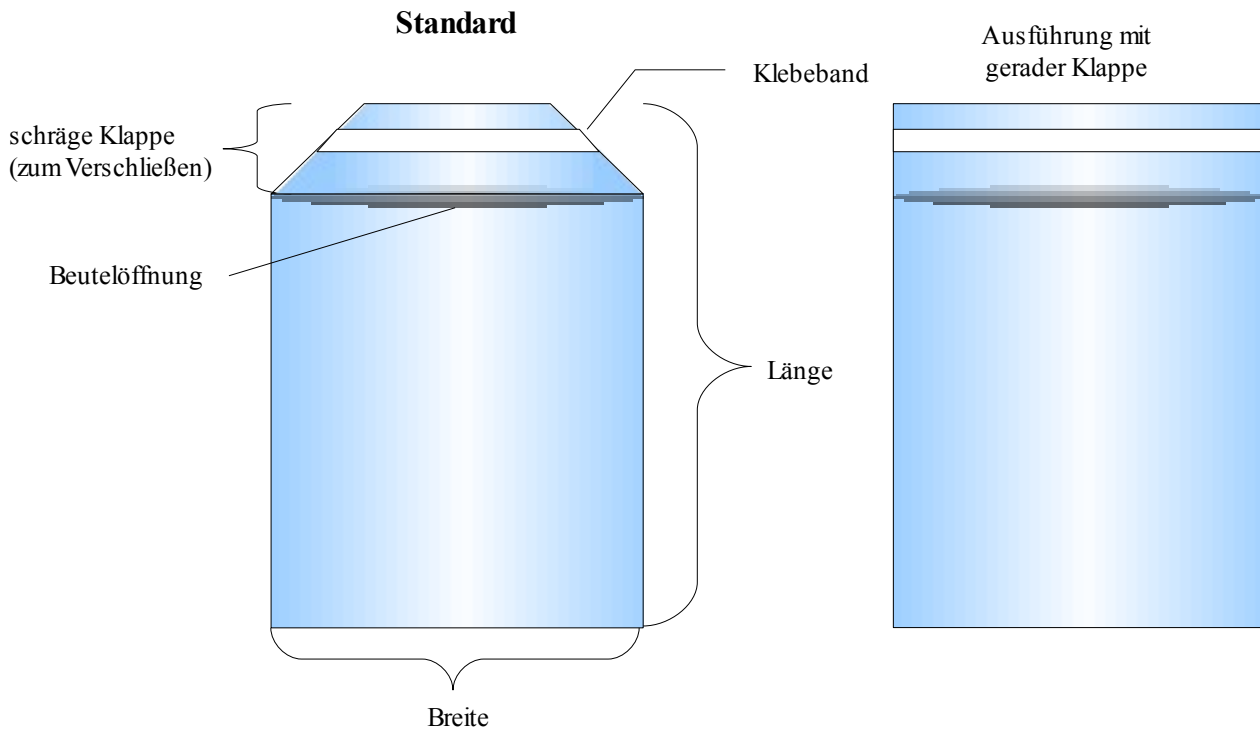 Standard
Ausführung mit
gerader Klappe
Klebeband
schräge Klappe
(zum Verschließen)
Beutelöffnung
Länge
Breite